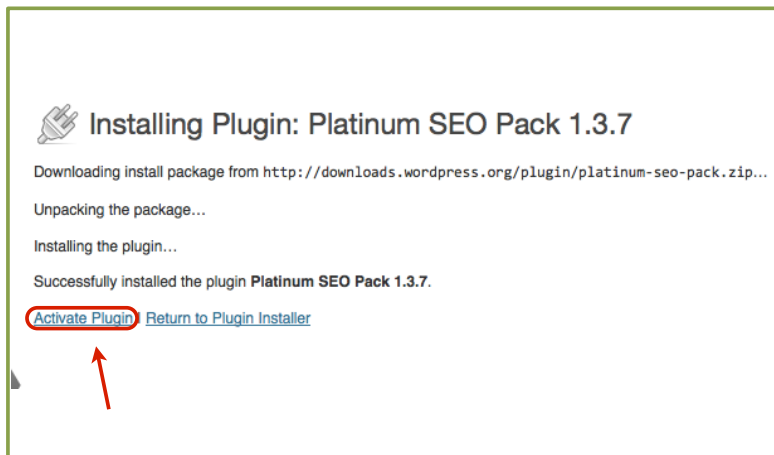 Installing Plugin: Platinum SEO Pack 1.3.7
Downloading install package from http://downloads.wordpress.org/plugin/platinum-seo-pack.zip…
Unpacking the package…
Installing the plugin…
Successfully installed the plugin Platinum SEO Pack 1.3.7.
Activate Plugin | Return to Plugin Installer